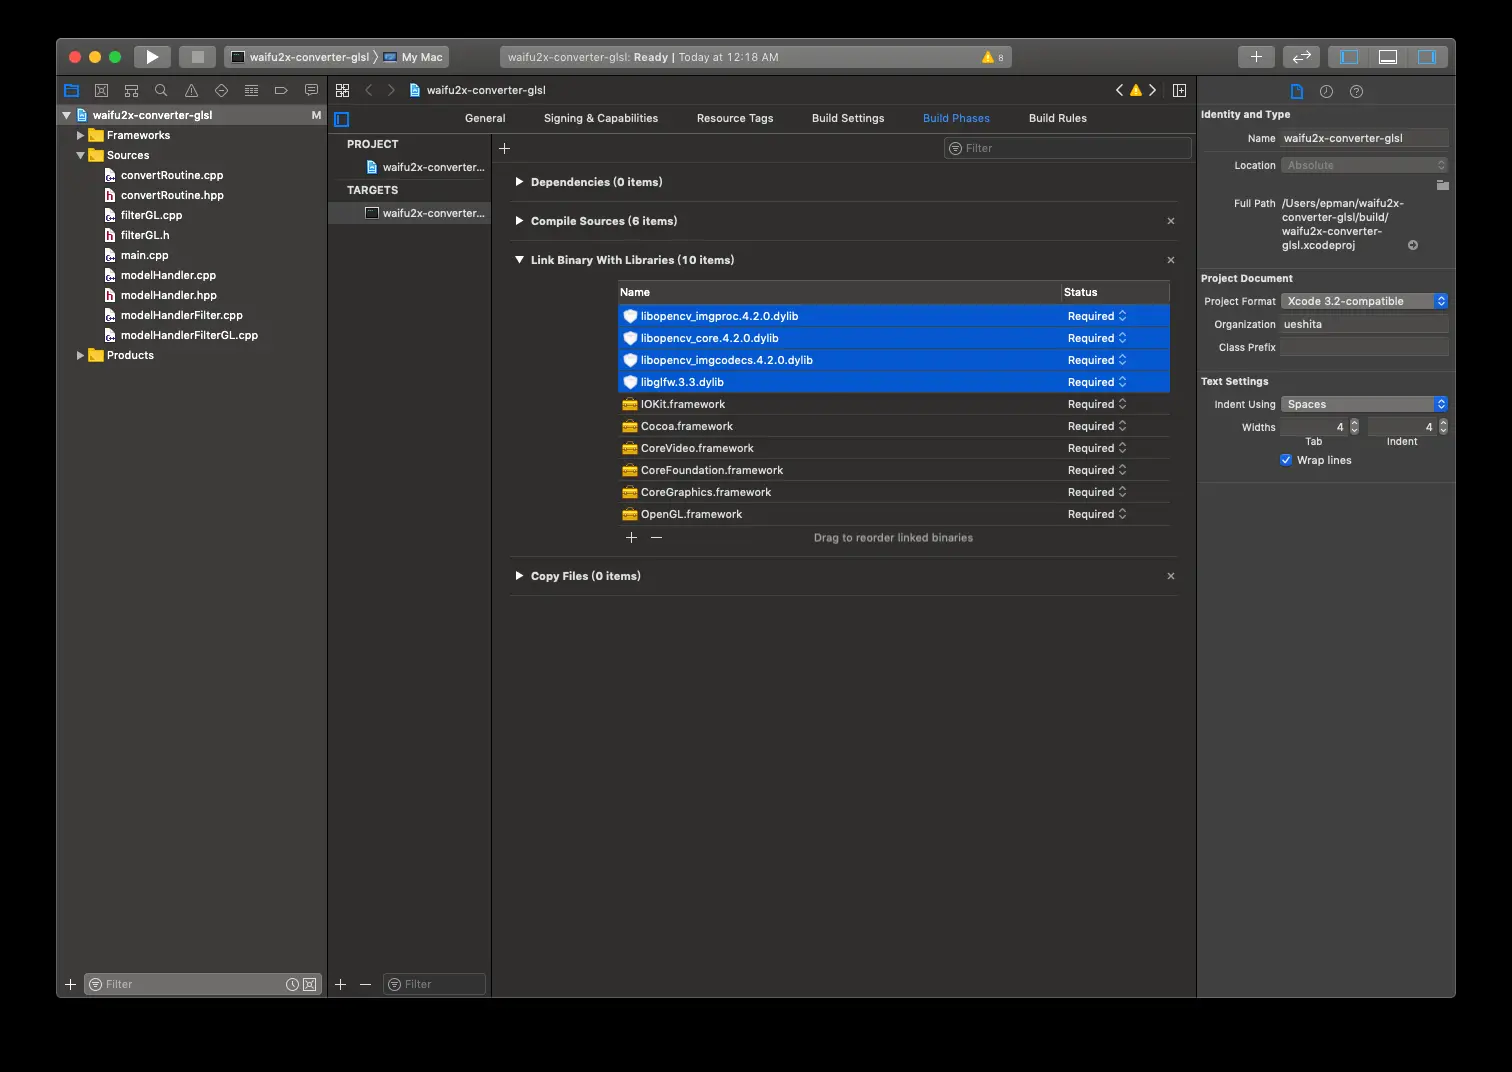 waifu2x-converter-glsl My Mac
waifu2x-converter-glsl: Ready | Today at 12:18 AM
8
waifu2x-converter-glsl M
Frameworks
Sources
convertRoutine.cpp
convertRoutine.hpp
filterGL.cpp
filterGL.h
main.cpp
modelHandler.cpp
modelHandler.hpp
modelHandlerFilter.cpp
modelHandlerFilterGL.cpp
Products
Filter
waifu2x-converter-glsl
General Signing & Capabilities Resource Tags Build Settings Build Phases Build Rules
PROJECT
waifu2x-converter...
TARGETS
waifu2x-converter...
Filter
Filter
Dependencies (0 items)
Compile Sources (6 items)
Link Binary With Libraries (10 items)
Name Status
libopencv_imgproc.4.2.0.dylib Required
libopencv_core.4.2.0.dylib Required
libopencv_imgcodecs.4.2.0.dylib Required
libglfw.3.3.dylib Required
IOKit.framework Required
Cocoa.framework Required
CoreVideo.framework Required
CoreFoundation.framework Required
CoreGraphics.framework Required
OpenGL.framework Required
Drag to reorder linked binaries
Copy Files (0 items)
Identity and Type
Name waifu2x-converter-glsl
Location Absolute
Full Path /Users/epman/waifu2x-
converter-glsl/build/
waifu2x-converter-
glsl.xcodeproj
Project Document
Project Format Xcode 3.2-compatible
Organization ueshita
Class Prefix
Text Settings
Indent Using Spaces
Widths 4 4
Tab Indent
Wrap lines